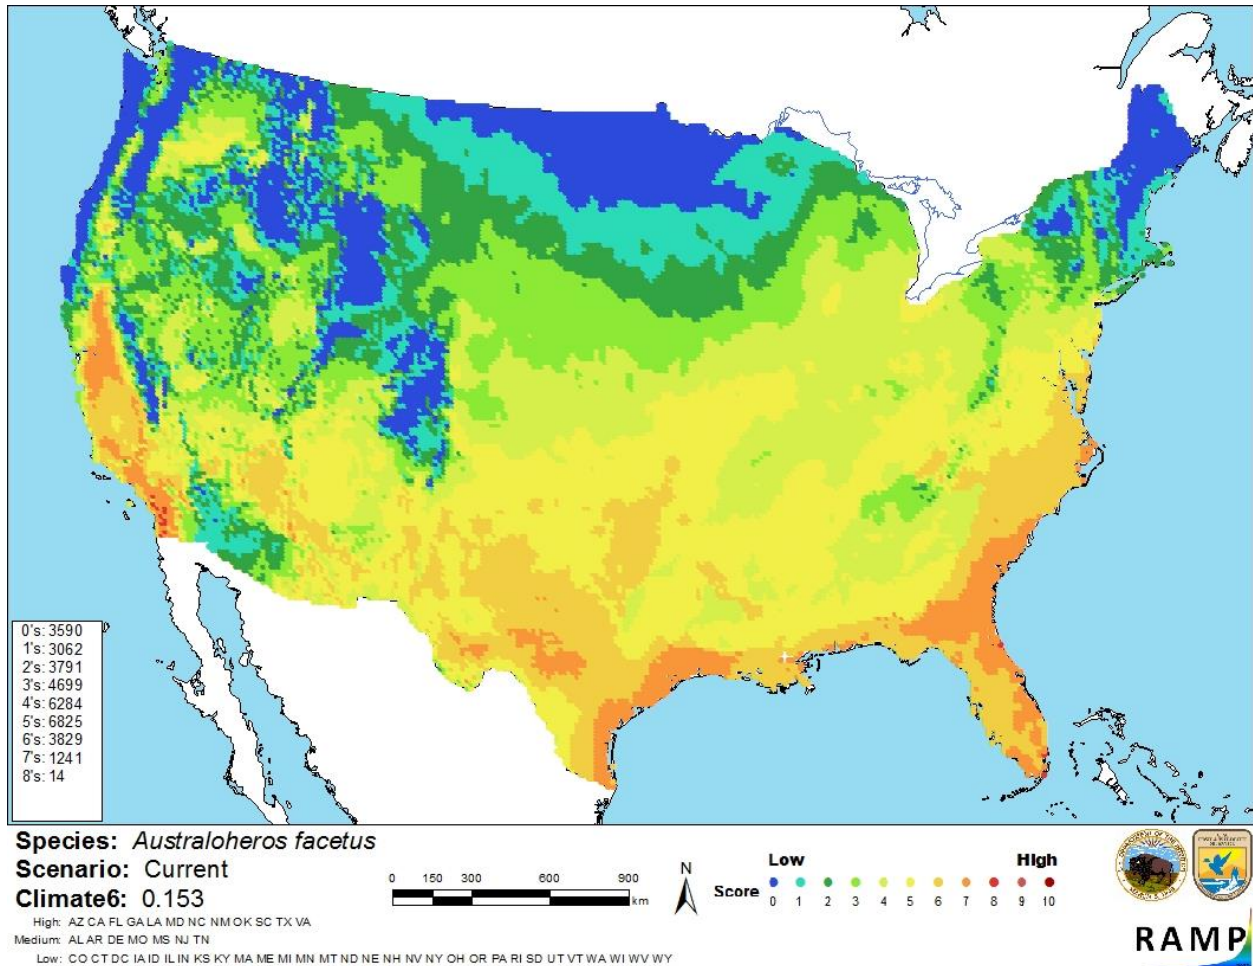 0's: 3590
1's: 3062
2's: 3791
3's: 4699
4's: 6284
5's: 6825
6's: 3829
7's: 1241
8's: 14
Species: Australoheros facetus
Scenario: Current
Climate6: 0.153
High: AZ CA FL GA LA MD NC NM OK SC TX VA
Medium: AL AR DE MO MS NJ TN
Low: CO CT DC IA ID IL IN KS KY MA ME MI MN MT ND NE NH NV NY OH OR PA RI SD UT VT WA WI WV WY
0 150 300 600 900
km
N
Low High
Score 0 1 2 3 4 5 6 7 8 9 10
RAMP